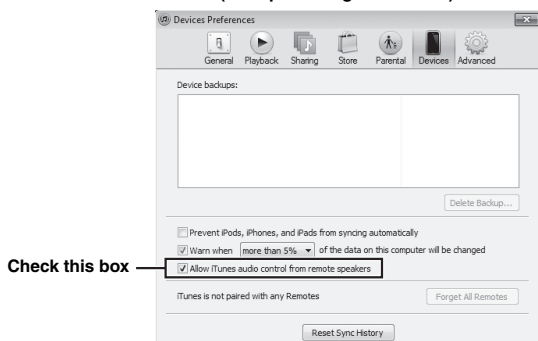 Devices Preferences
General Playback Sharing Store Parental Devices Advanced
Device backups:
Delete Backup...
Prevent iPods, iPhones, and iPads from syncing automatically
Warn when more than 5% of the data on this computer will be changed
Check this box
Allow iTunes audio control from remote speakers
iTunes is not paired with any Remotes
Forget All Remotes
Reset Sync History